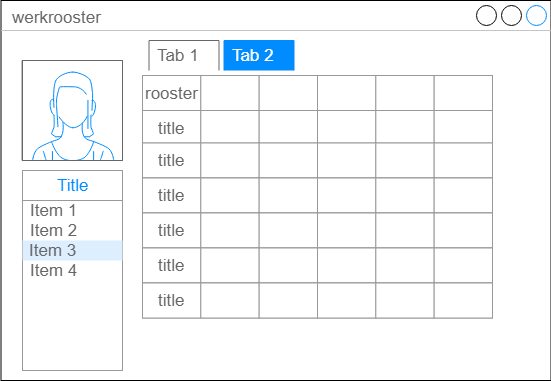 werkrooster
Tab 1
Tab 2
Title
Item 1
Item 2
Item 3
Item 4
rooster
title
title
title
title
title
title